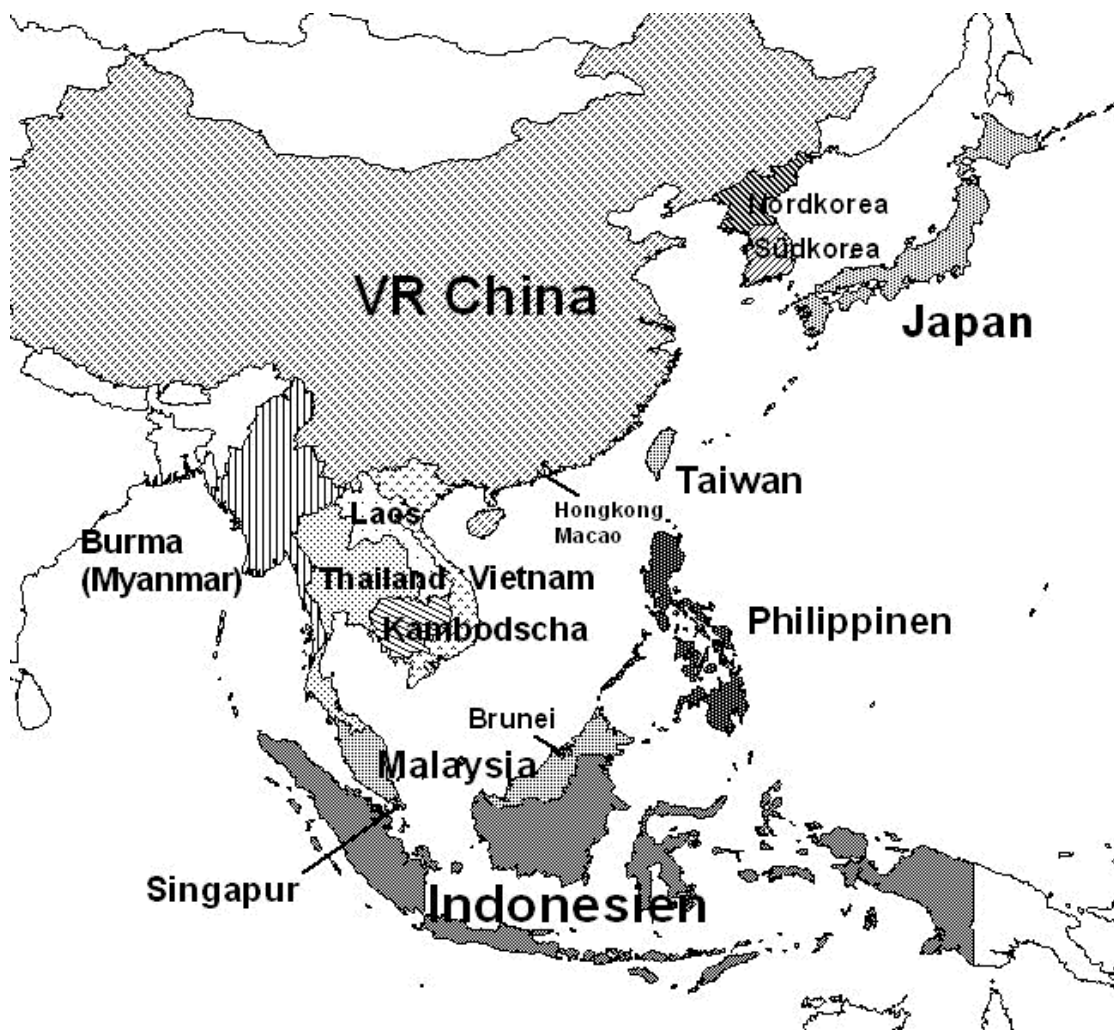 Nordkorea
Südkorea
VR China
Japan
Taiwan
Hongkong
Macao
Laos
Burma
(Myanmar)
Thailand
Vietnam
Kambodscha
Philippinen
Brunei
Malaysia
Singapur
Indonesien